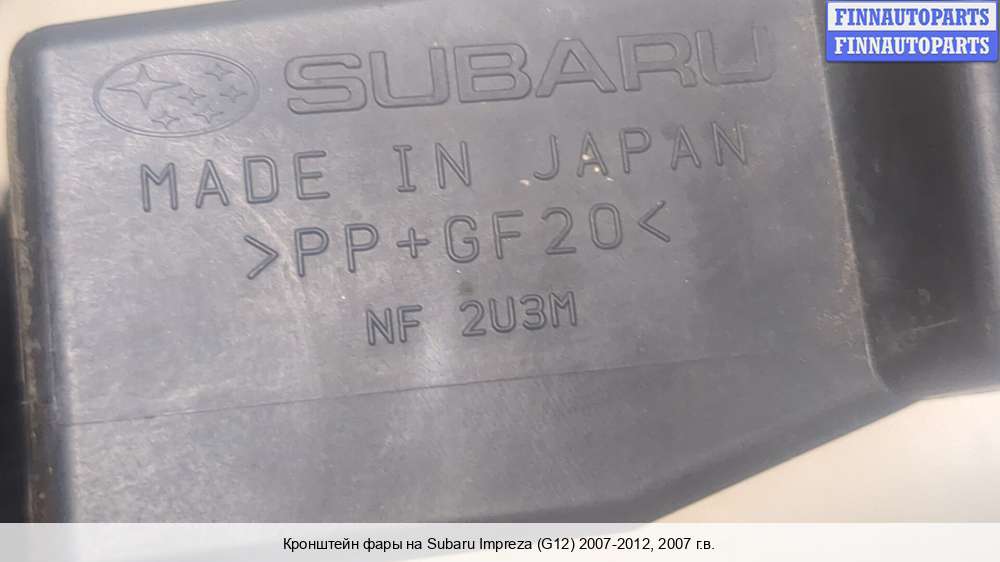 FINNAUTOPARTS
FINNAUTOPARTS
SUBARU
MADE IN JAPAN
>PP+GF20<
NF 2U3M
Кронштейн фары на Subaru Impreza (G12) 2007-2012, 2007 г.в.